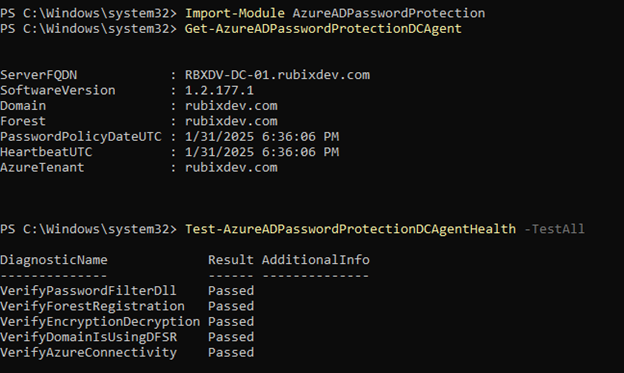 PS C:\Windows\system32> Import-Module AzureADPasswordProtection
PS C:\Windows\system32> Get-AzureADPasswordProtectionDCAgent
ServerFQDN : RBXDV-DC-01.rubixdev.com
SoftwareVersion : 1.2.177.1
Domain : rubixdev.com
Forest : rubixdev.com
PasswordPolicyDateUTC : 1/31/2025 6:36:06 PM
HeartbeatUTC : 1/31/2025 6:36:06 PM
AzureTenant : rubixdev.com
PS C:\Windows\system32> Test-AzureADPasswordProtectionDCAgentHealth -TestAll
DiagnosticName Result AdditionalInfo
-------------- ------ --------------
VerifyPasswordFilterDll Passed
VerifyForestRegistration Passed
VerifyEncryptionDecryption Passed
VerifyDomainIsUsingDFSR Passed
VerifyAzureConnectivity Passed